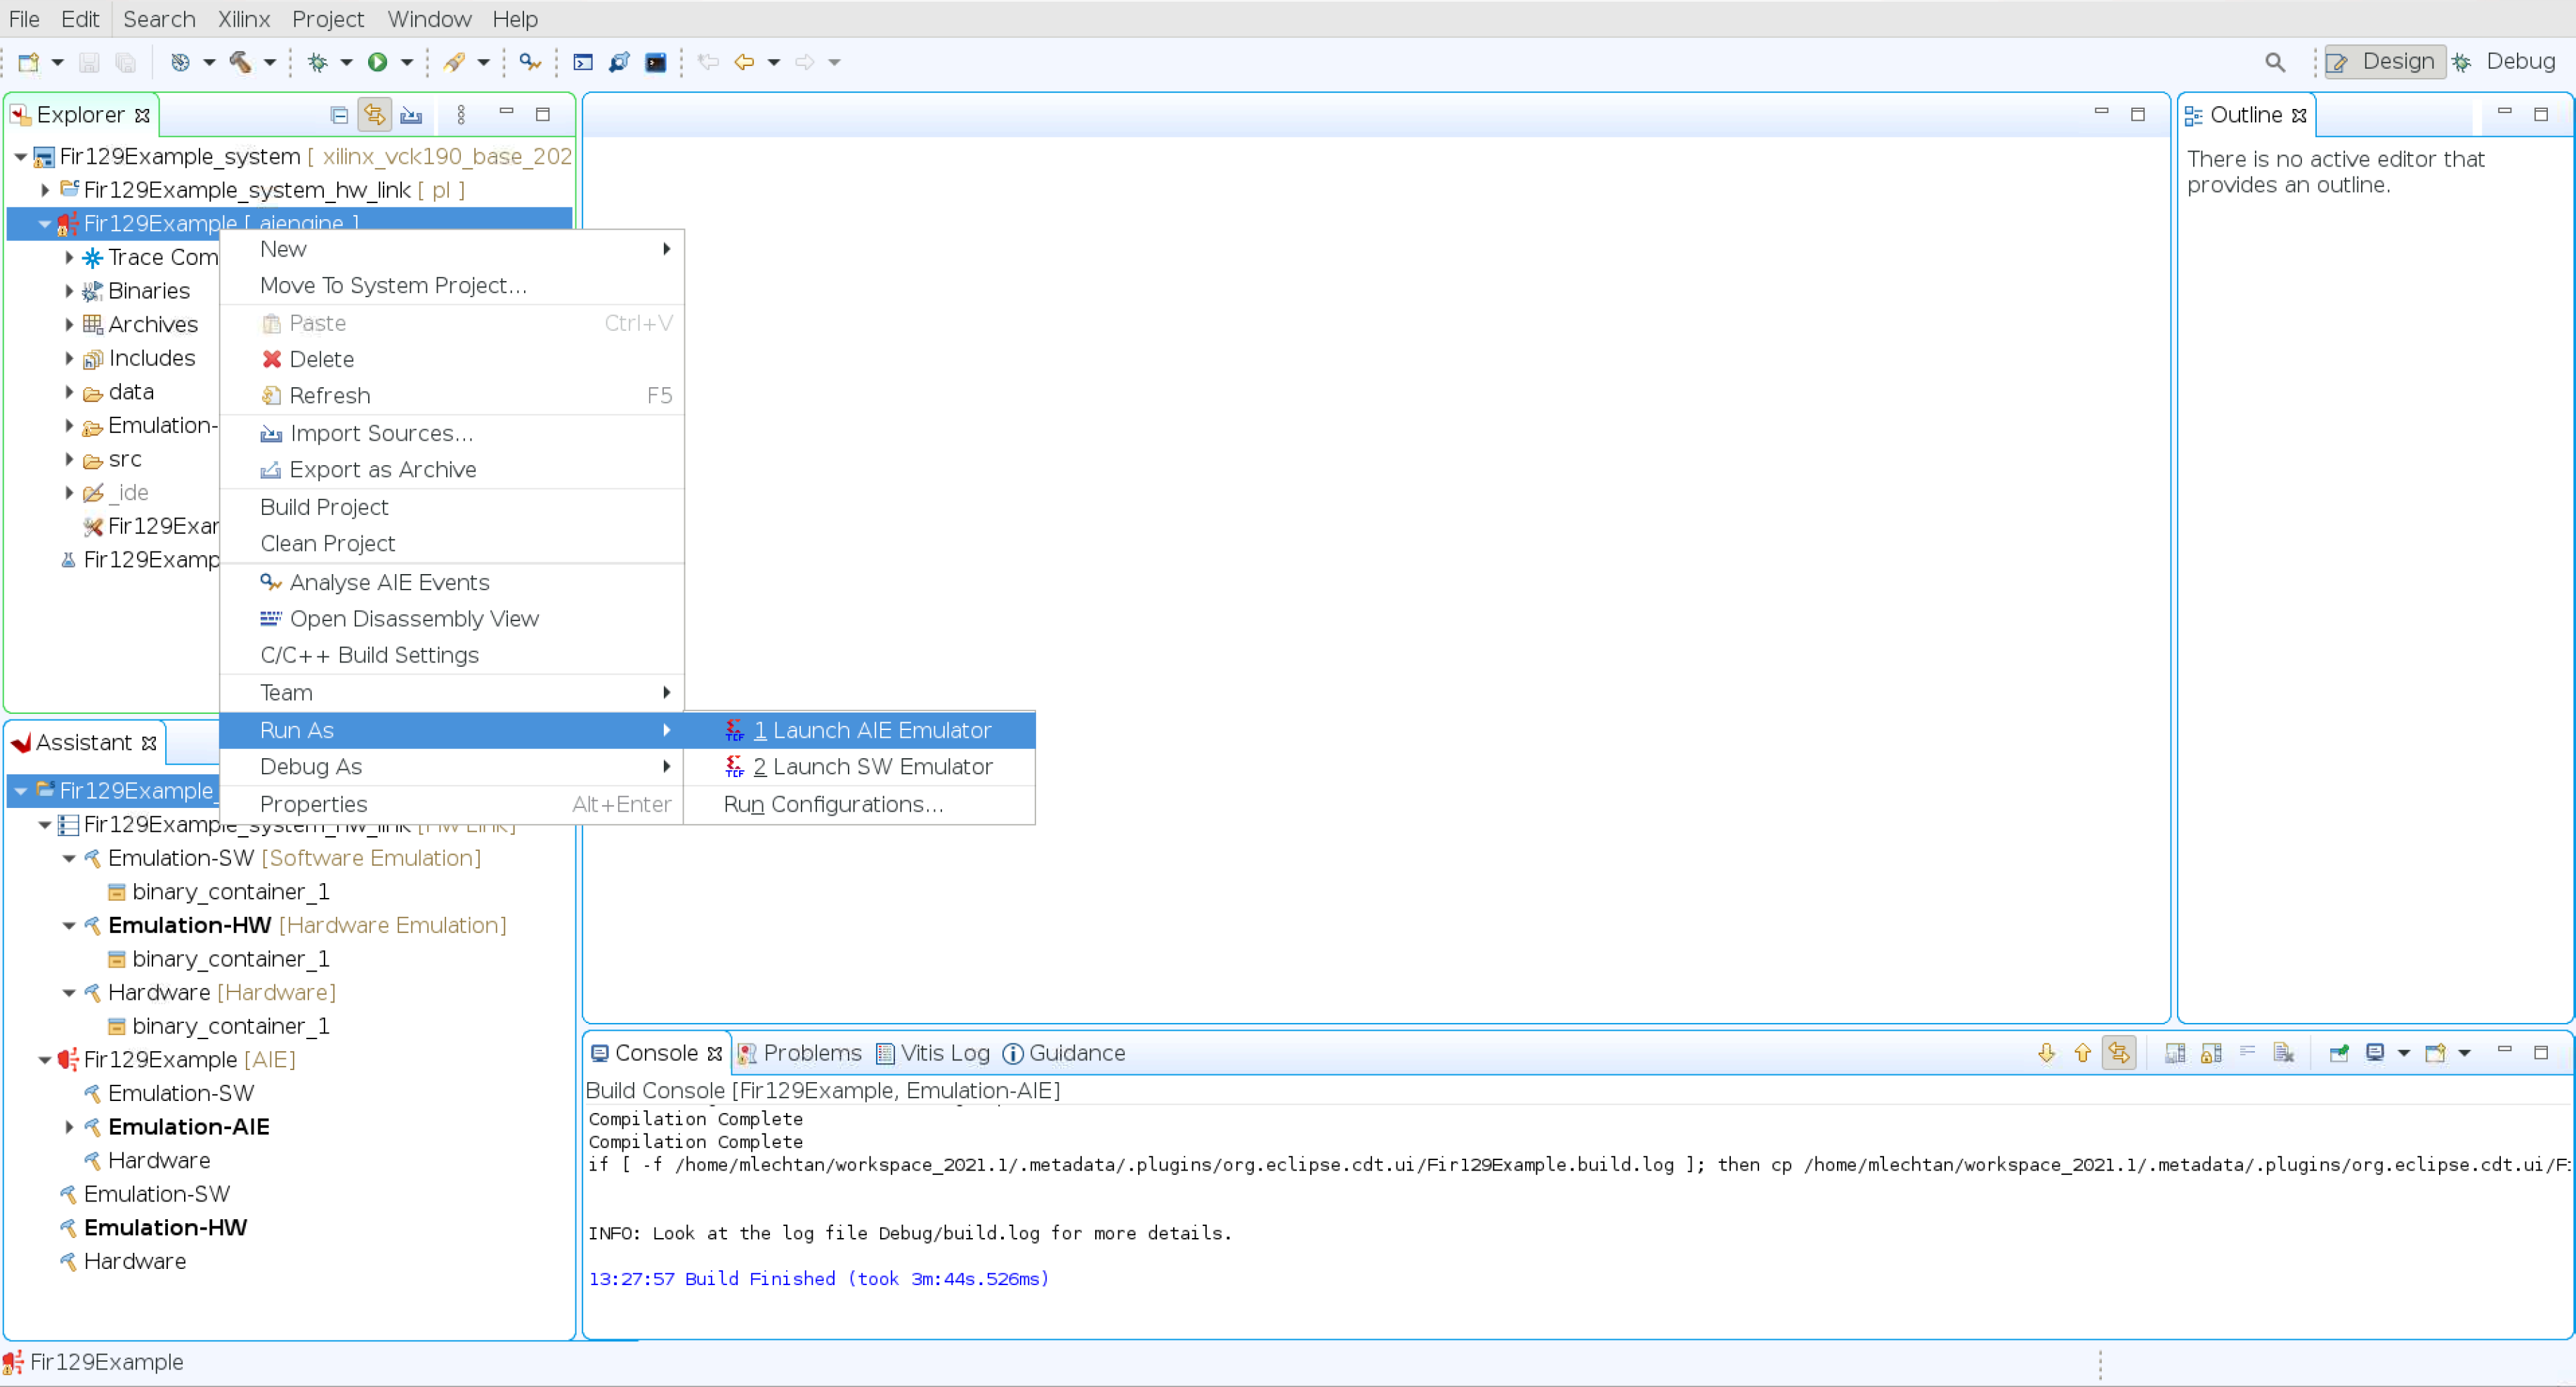 File Edit Search Xilinx Project Window Help
Design Debug
Explorer
Fir129Example_system [ xilinx_vck190_base_202
Fir129Example_system_hw_link [ pl ]
Fir129Example [ aiengine ]
Trace Com
Binaries
Archives
Includes
data
Emulation-
src
_ide
Fir129Exar
Fir129Examp
New
Move To System Project...
Paste Ctrl+V
Delete
Refresh F5
Import Sources...
Export as Archive
Build Project
Clean Project
Analyse AIE Events
Open Disassembly View
C/C++ Build Settings
Team
Run As
Debug As
Properties Alt+Enter
1 Launch AIE Emulator
2 Launch SW Emulator
Run Configurations...
Outline
There is no active editor that
provides an outline.
Assistant
Fir129Example_
Fir129Example_system_hw_link [HW Link]
Emulation-SW [Software Emulation]
binary_container_1
Emulation-HW [Hardware Emulation]
binary_container_1
Hardware [Hardware]
binary_container_1
Fir129Example [AIE]
Emulation-SW
Emulation-AIE
Hardware
Emulation-SW
Emulation-HW
Hardware
Console Problems Vitis Log Guidance
Build Console [Fir129Example, Emulation-AIE]
Compilation Complete
Compilation Complete
if [ -f /home/mlechtan/workspace_2021.1/.metadata/.plugins/org.eclipse.cdt.ui/Fir129Example.build.log ]; then cp /home/mlechtan/workspace_2021.1/.metadata/.plugins/org.eclipse.cdt.ui/F:
INFO: Look at the log file Debug/build.log for more details.
13:27:57 Build Finished (took 3m:44s.526ms)
Fir129Example